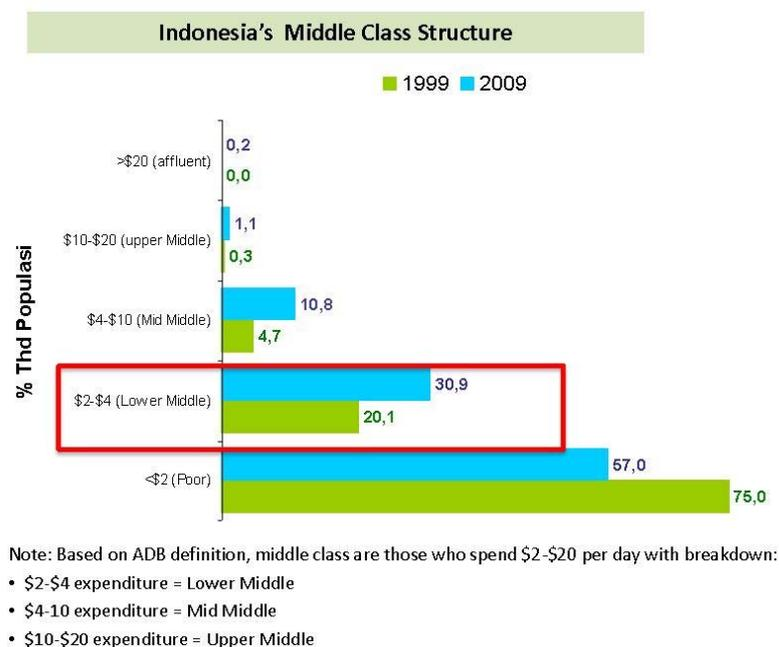 Indonesia's  Middle Class Structure
1999 2009
% Thd Populasi
>$20 (affluent)
0,2
0,0
$10-$20 (upper Middle)
1,1
0,3
$4-$10 (Mid Middle)
10,8
4,7
$2-$4 (Lower Middle)
30,9
20,1
<$2 (Poor)
57,0
75,0
Note: Based on ADB definition, middle class are those who spend $2-$20 per day with breakdown:
• $2-$4 expenditure = Lower Middle
• $4-10 expenditure = Mid Middle
• $10-$20 expenditure = Upper Middle